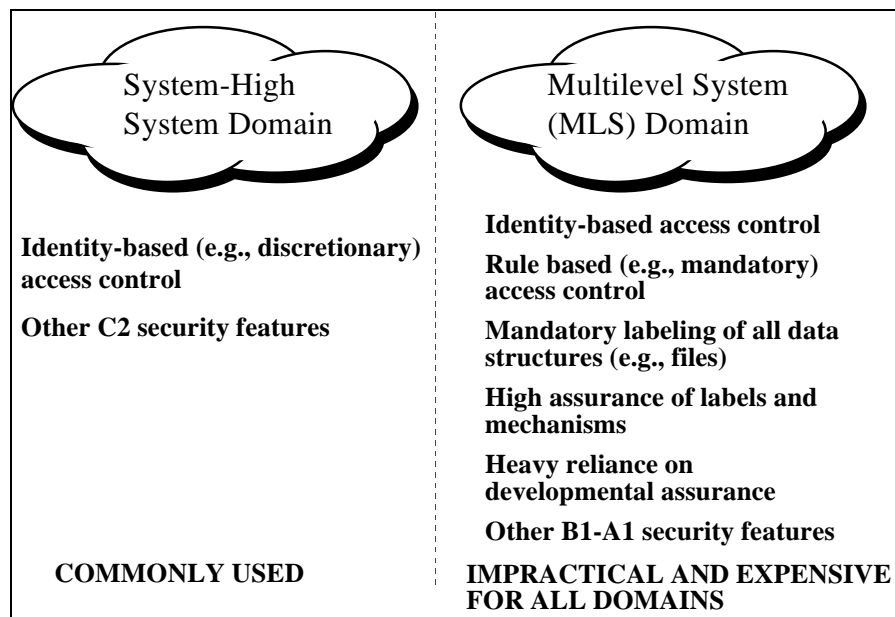 System-High
System Domain
Identity-based (e.g., discretionary)
access control
Other C2 security features
COMMONLY USED
Multilevel System
(MLS) Domain
Identity-based access control
Rule based (e.g., mandatory)
access control
Mandatory labeling of all data
structures (e.g., files)
High assurance of labels and
mechanisms
Heavy reliance on
developmental assurance
Other B1-A1 security features
IMPRACTICAL AND EXPENSIVE
FOR ALL DOMAINS